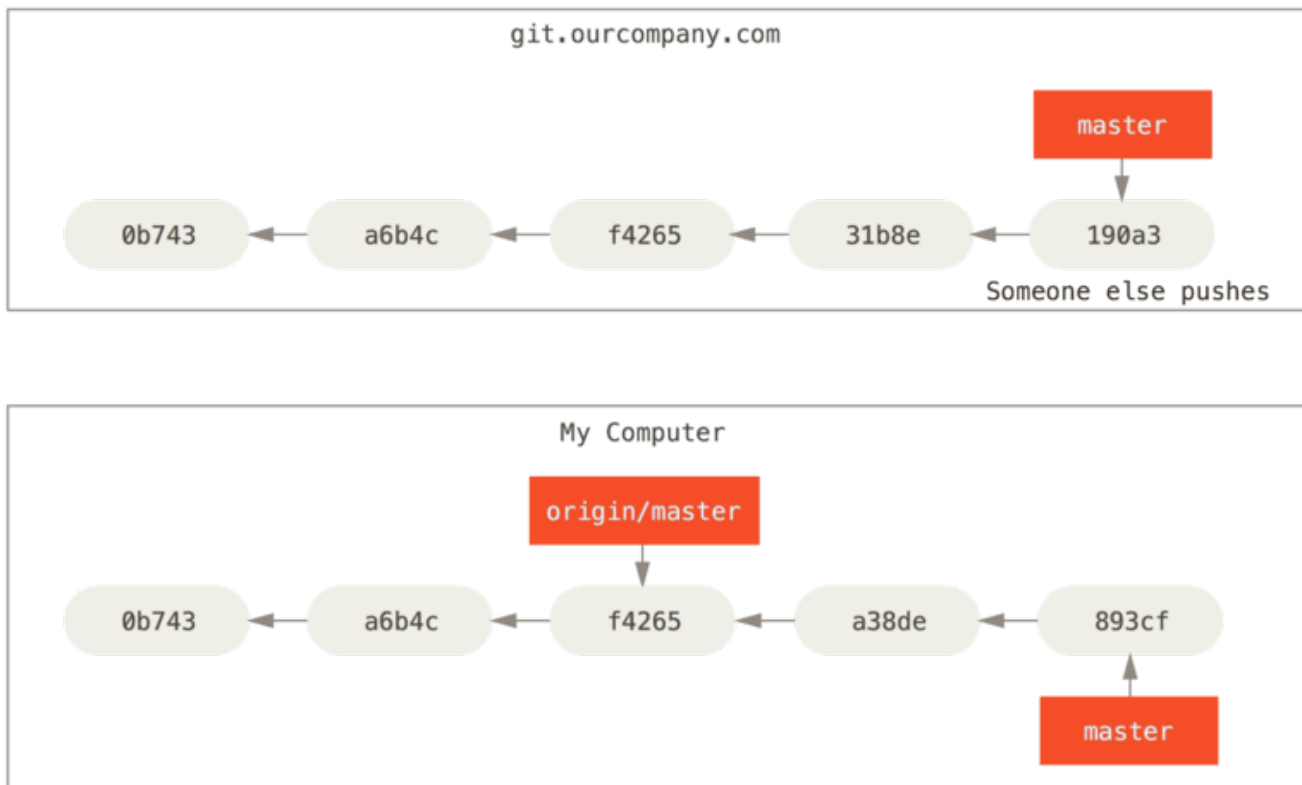 git.ourcompany.com
master
0b743 a6b4c f4265 31b8e 190a3
Someone else pushes
My Computer
origin/master
0b743 a6b4c f4265 a38de 893cf
master